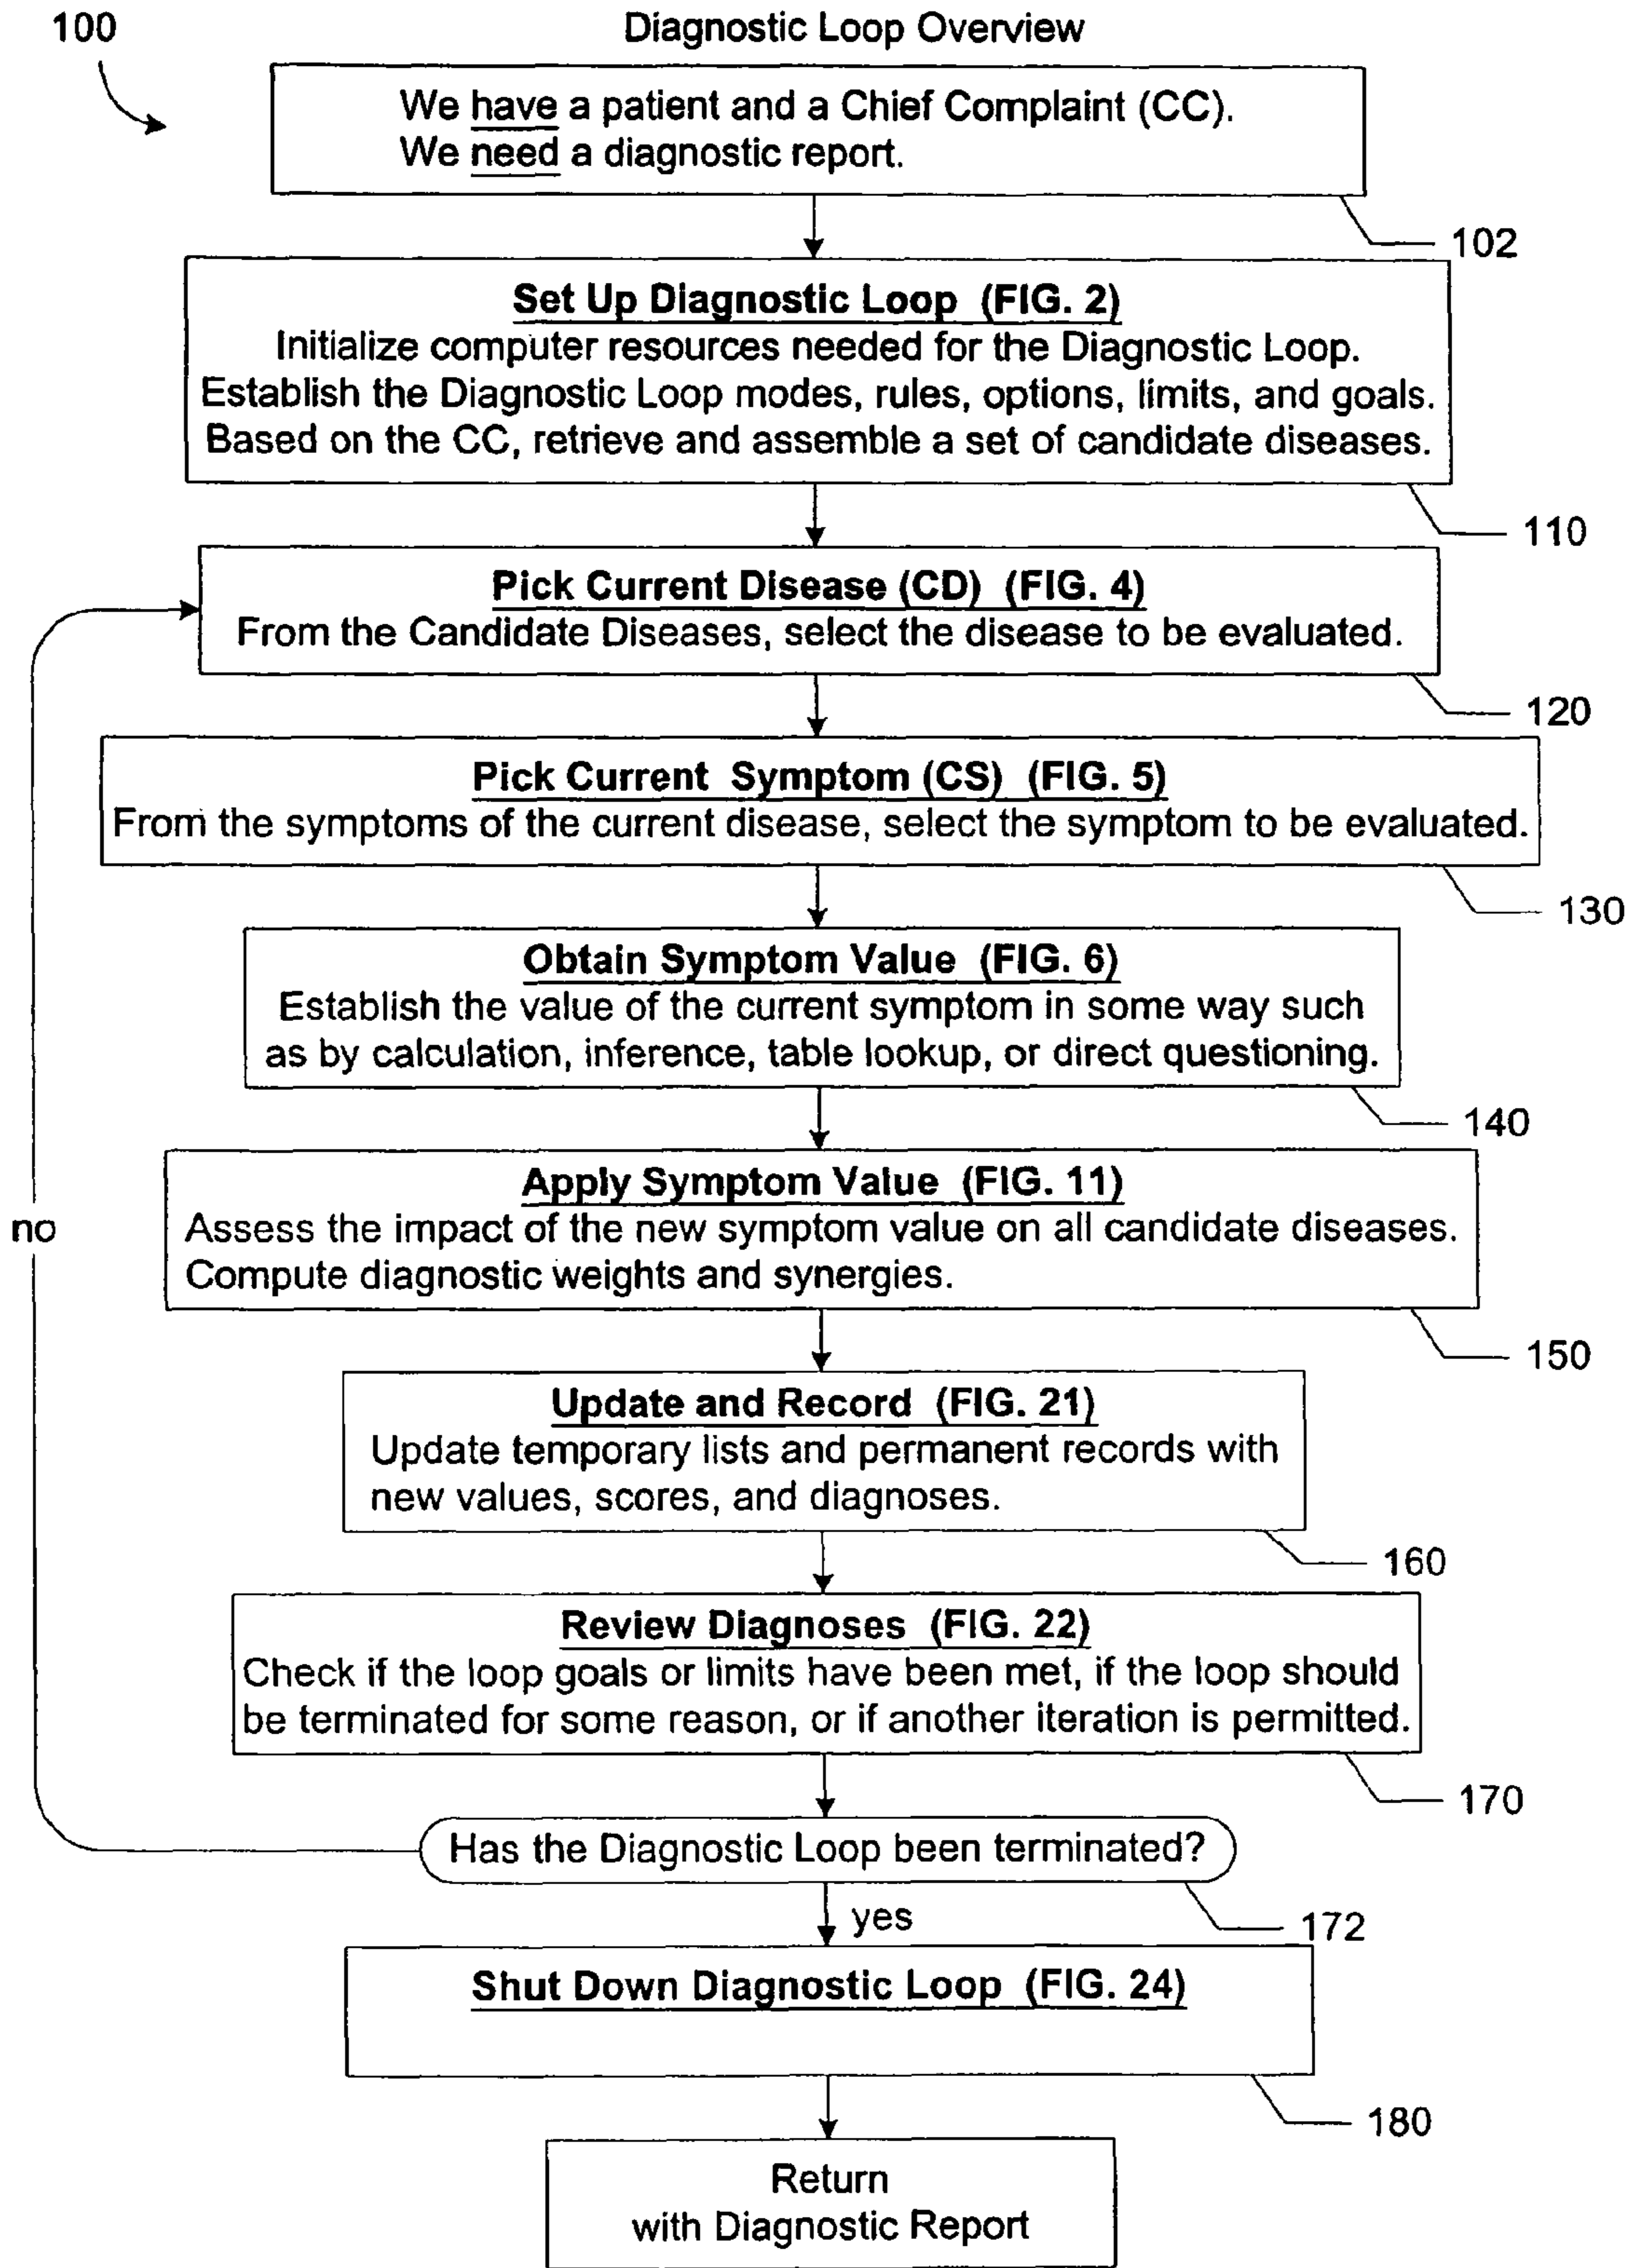 100
Diagnostic Loop Overview
We have a patient and a Chief Complaint (CC).
We need a diagnostic report.
102
Set Up Diagnostic Loop (FIG. 2)
Initialize computer resources needed for the Diagnostic Loop.
Establish the Diagnostic Loop modes, rules, options, limits, and goals.
Based on the CC, retrieve and assemble a set of candidate diseases.
110
Pick Current Disease (CD) (FIG. 4)
From the Candidate Diseases, select the disease to be evaluated.
120
Pick Current Symptom (CS) (FIG. 5)
From the symptoms of the current disease, select the symptom to be evaluated.
130
Obtain Symptom Value (FIG. 6)
Establish the value of the current symptom in some way such
as by calculation, inference, table lookup, or direct questioning.
140
Apply Symptom Value (FIG. 11)
Assess the impact of the new symptom value on all candidate diseases.
Compute diagnostic weights and synergies.
150
no
Update and Record (FIG. 21)
Update temporary lists and permanent records with
new values, scores, and diagnoses.
160
Review Diagnoses (FIG. 22)
Check if the loop goals or limits have been met, if the loop should
be terminated for some reason, or if another iteration is permitted.
170
Has the Diagnostic Loop been terminated?
172
yes
Shut Down Diagnostic Loop (FIG. 24)
180
Return
with Diagnostic Report